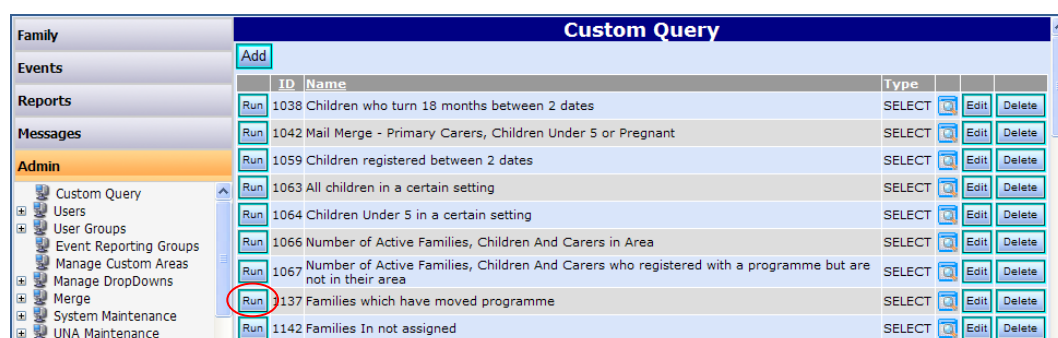 Family
Events
Reports
Messages
Admin
Custom Query
Users
User Groups
Event Reporting Groups
Manage Custom Areas
Manage DropDowns
Merge
System Maintenance
UNA Maintenance
Custom Query
Add
ID Name Type
Run 1038 Children who turn 18 months between 2 dates SELECT Edit Delete
Run 1042 Mail Merge - Primary Carers, Children Under 5 or Pregnant SELECT Edit Delete
Run 1059 Children registered between 2 dates SELECT Edit Delete
Run 1063 All children in a certain setting SELECT Edit Delete
Run 1064 Children Under 5 in a certain setting SELECT Edit Delete
Run 1066 Number of Active Families, Children And Carers in Area SELECT Edit Delete
Run 1067 Number of Active Families, Children And Carers who registered with a programme but are
not in their area SELECT Edit Delete
Run 1137 Families which have moved programme SELECT Edit Delete
Run 1142 Families In not assigned SELECT Edit Delete